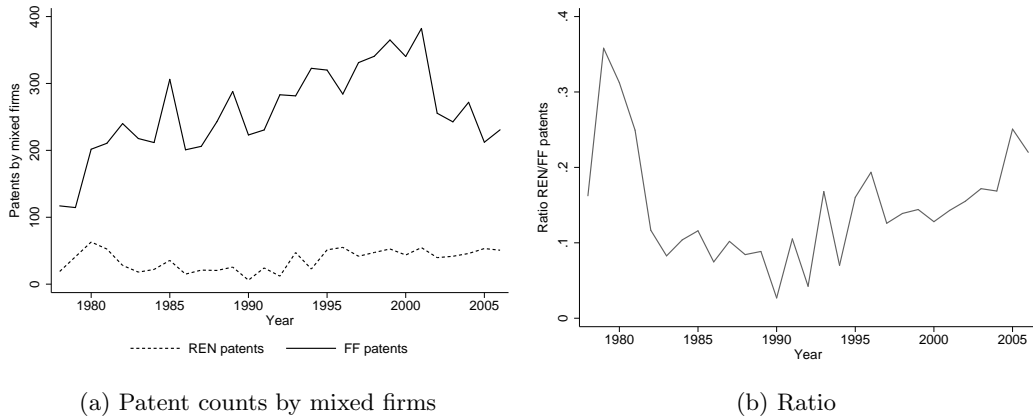 400
300
200
100
0
Patents by mixed firms
1980 1985 1990 1995 2000 2005
Year
REN patents FF patents
(a) Patent counts by mixed firms
.4
.3
.2
.1
0
Ratio REN/FF patents
1980 1985 1990 1995 2000 2005
Year
(b) Ratio